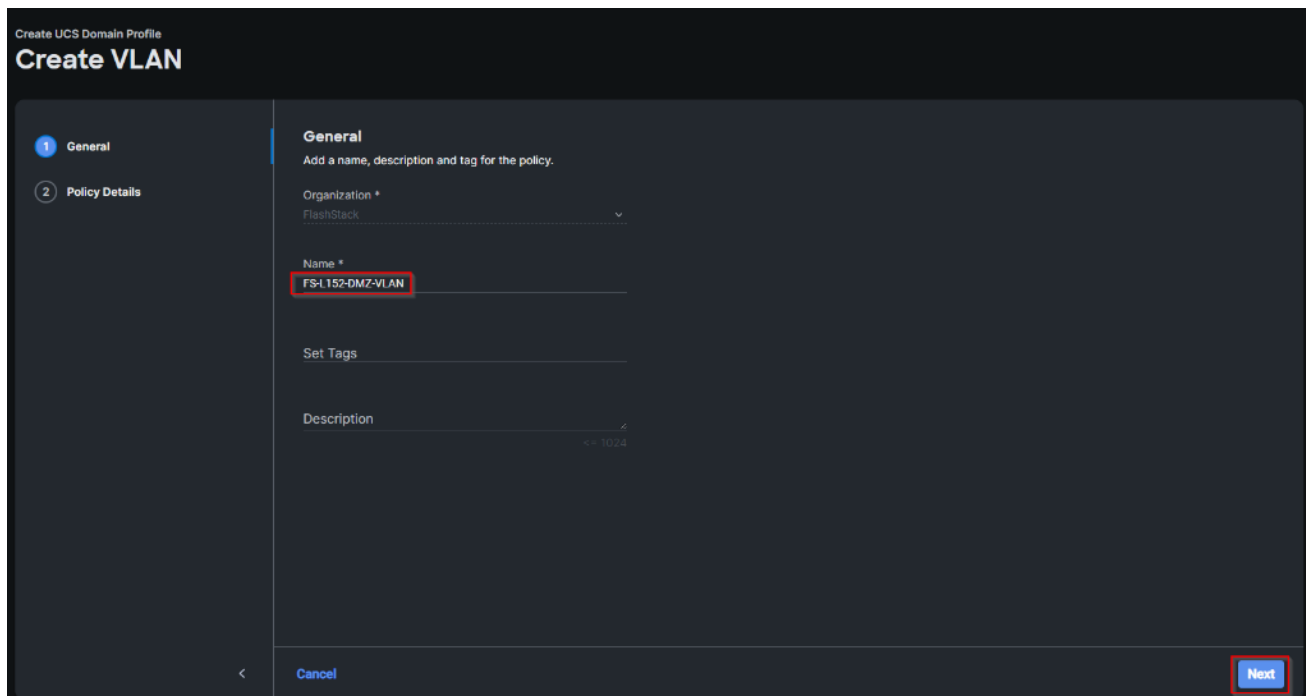 Create UCS Domain Profile
Create VLAN
1 General
2 Policy Details
General
Add a name, description and tag for the policy.
Organization *
FlashStack
Name *
FS-L152-DMZ-VLAN
Set Tags
Description
<= 1024
Cancel
Next